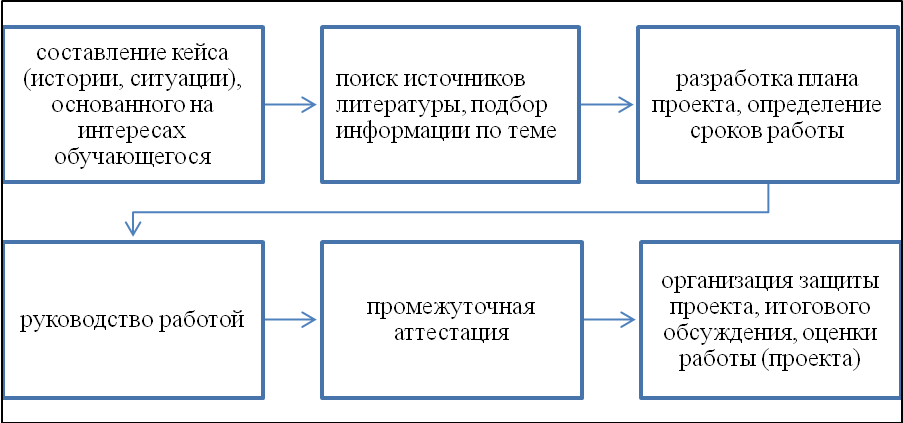 составление кейса
(истории, ситуации),
основанного на
интересах
обучающегося
поиск источников
литературы, подбор
информации по теме
разработка плана
проекта, определение
сроков работы
руководство работой
промежуточная
аттестация
организация защиты
проекта, итогового
обсуждения, оценки
работы (проекта)